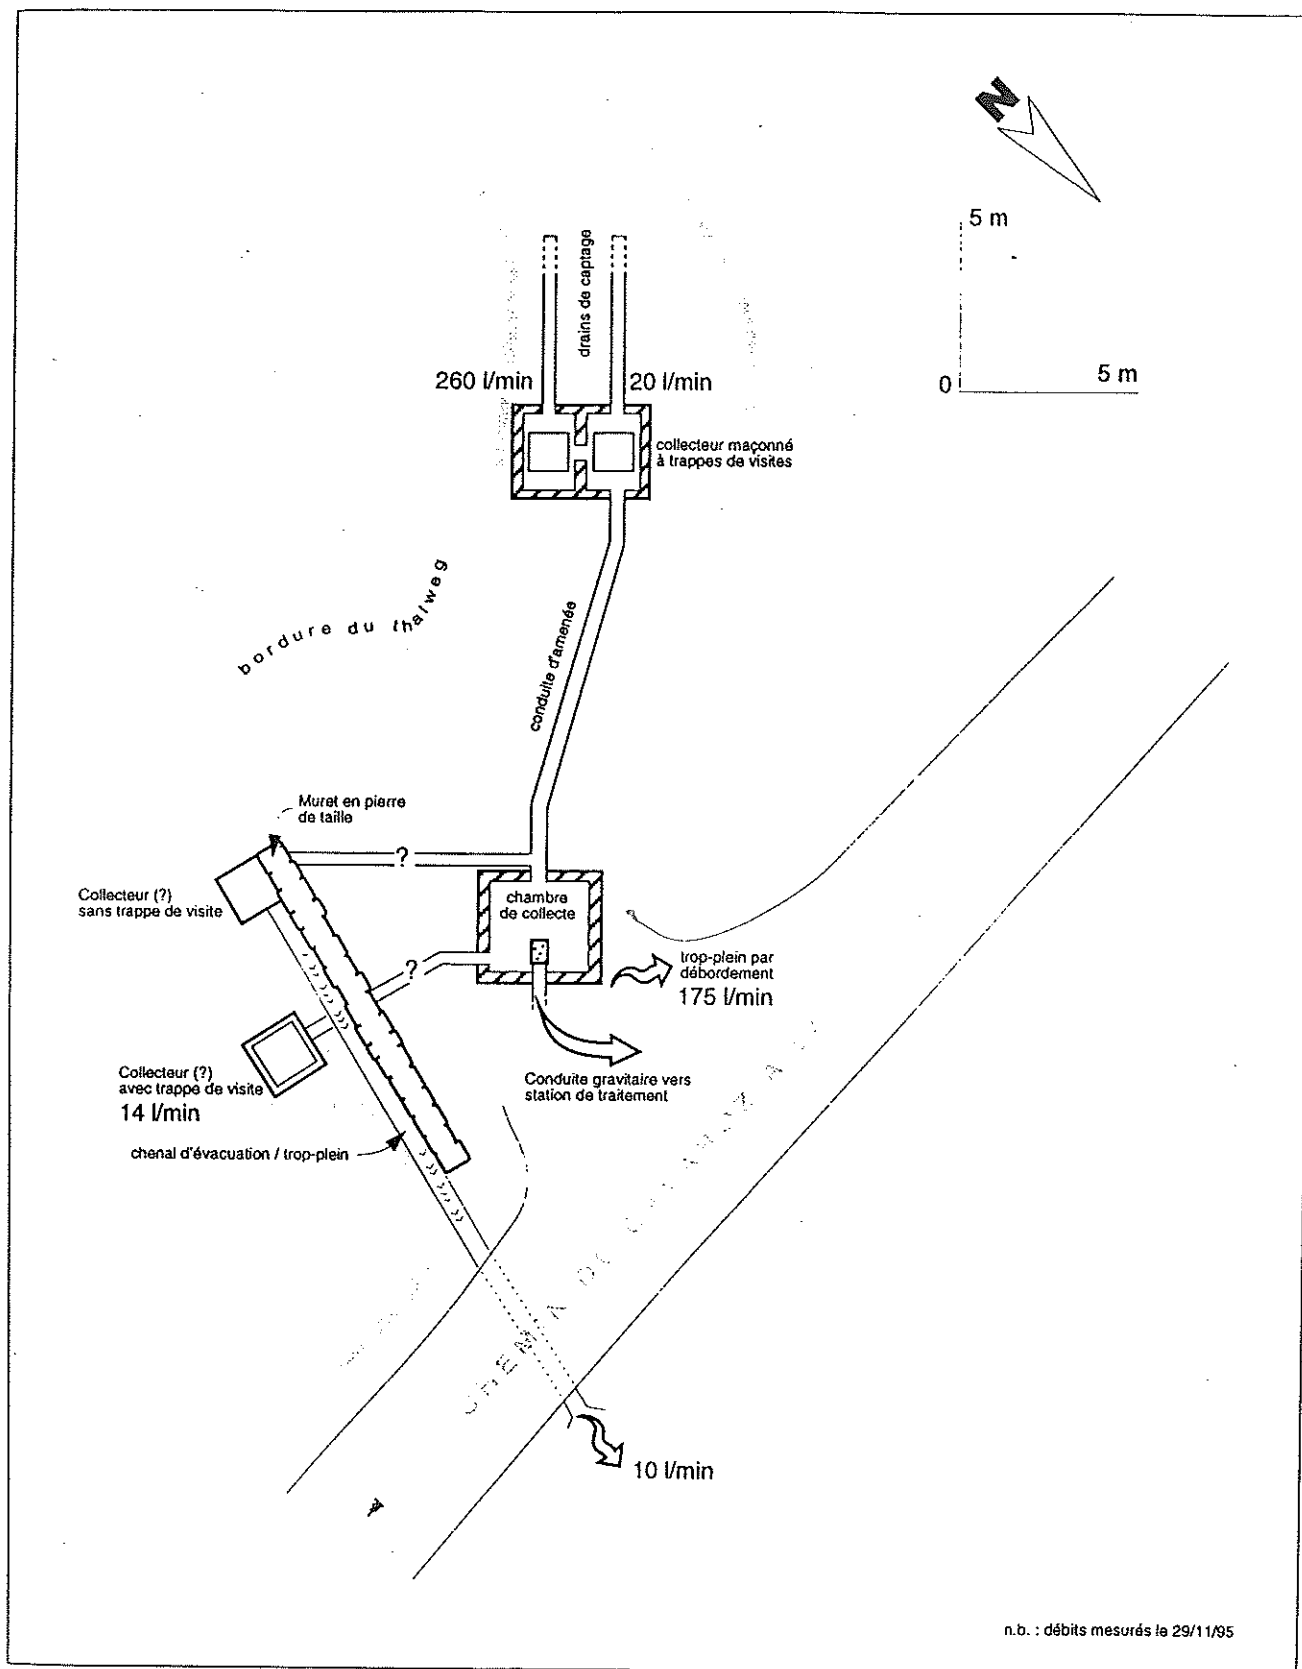 N
5 m
0
5 m
drains de captage
260 l/min
20 l/min
collecteur maçonné
à trappes de visites
bordure du thalweg
conduite d'amenée
Muret en pierre
de taille
?
Collecteur (?)
sans trappe de visite
chambre
de collecte
?
trop-plein par
débordement
175 l/min
Collecteur (?)
avec trappe de visite
14 l/min
Conduite gravitaire vers
station de traitement
chenal d'évacuation / trop-plein
10 l/min
n.b. : débits mesurés le 29/11/95